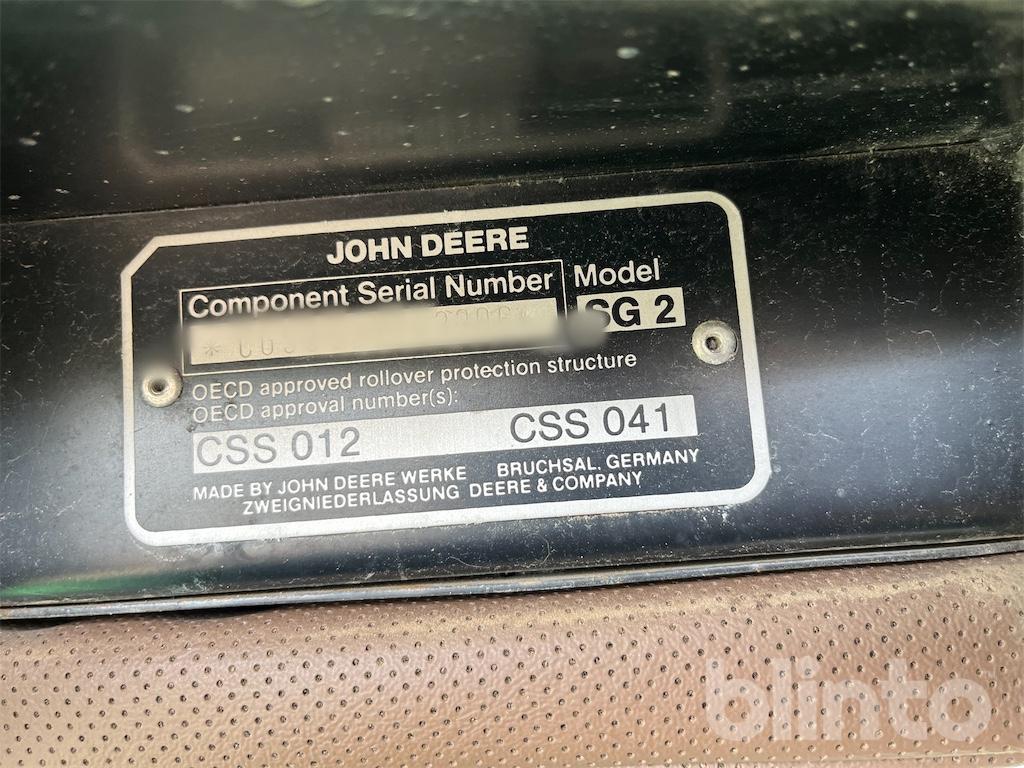 JOHN DEERE
Component Serial Number
Model
SG 2
OECD approved rollover protection structure
OECD approval number(s):
CSS 012 CSS 041
MADE BY JOHN DEERE WERKE BRUCHSAL, GERMANY
ZWEIGNIEDERLASSUNG DEERE & COMPANY
blinto